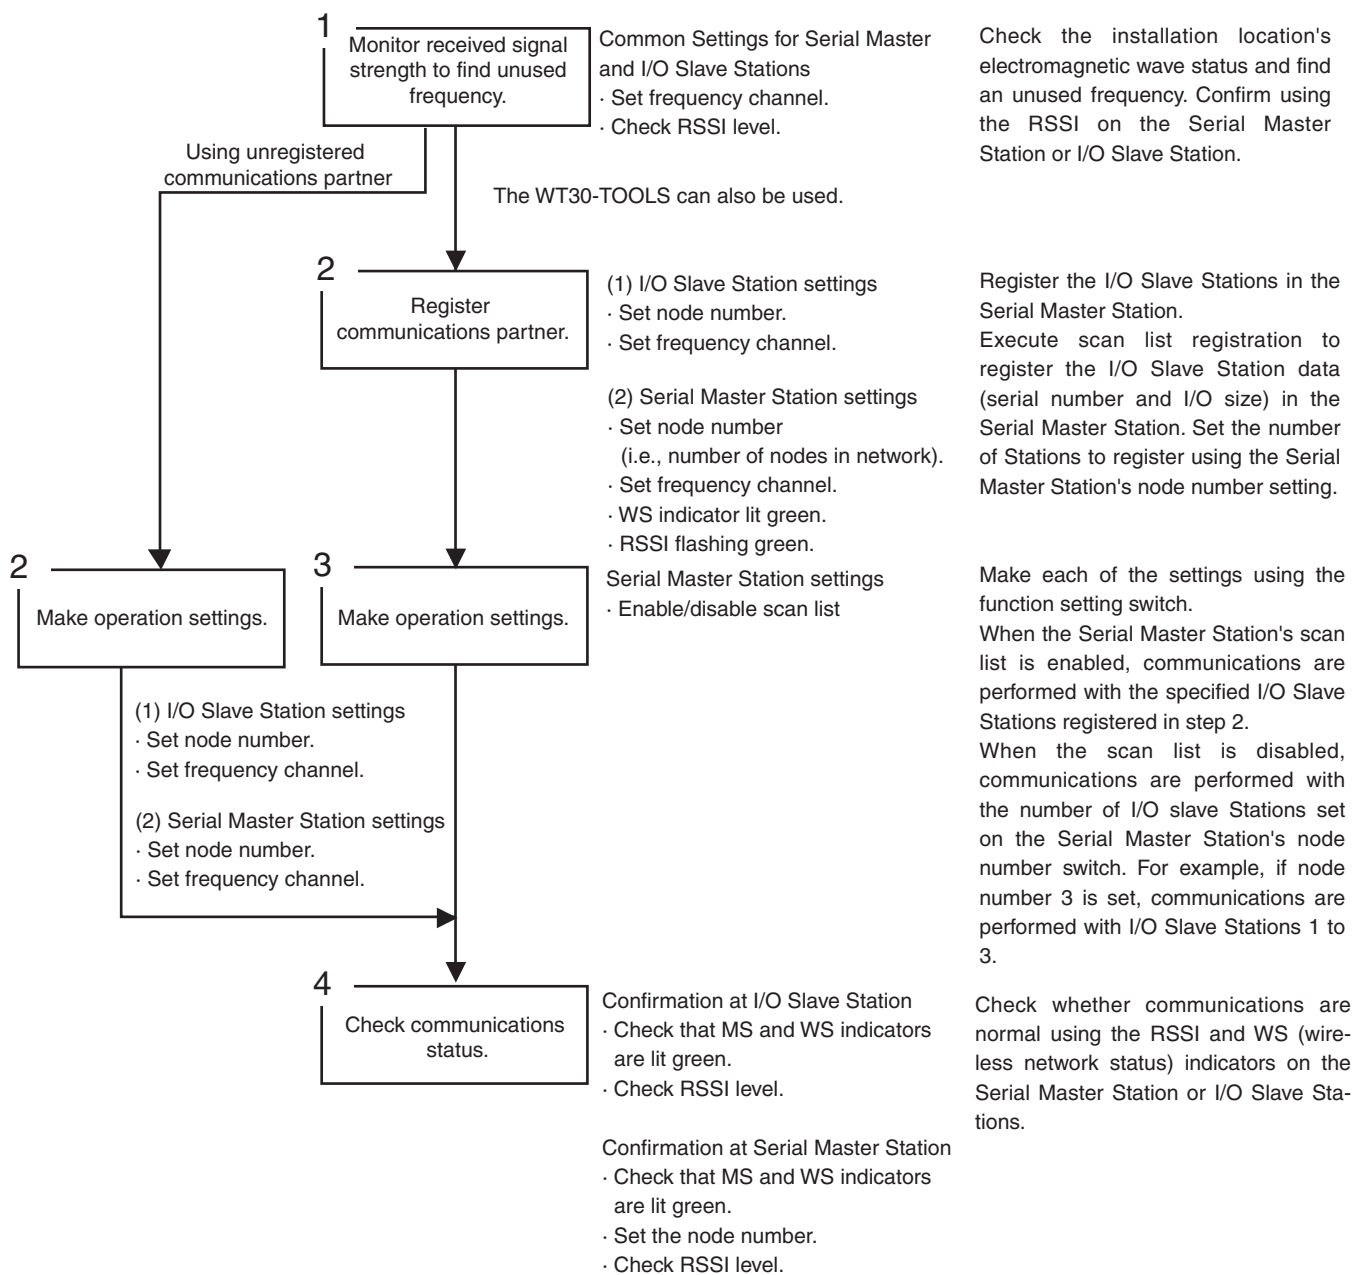 1
Monitor received signal
strength to find unused
frequency.
Common Settings for Serial Master
and I/O Slave Stations
· Set frequency channel.
· Check RSSI level.
Check the installation location's
electromagnetic wave status and find
an unused frequency. Confirm using
the RSSI on the Serial Master
Station or I/O Slave Station.
Using unregistered
communications partner
The WT30-TOOLS can also be used.
2
Register
communications partner.
(1) I/O Slave Station settings
· Set node number.
· Set frequency channel.
(2) Serial Master Station settings
· Set node number
(i.e., number of nodes in network).
· Set frequency channel.
· WS indicator lit green.
· RSSI flashing green.
Register the I/O Slave Stations in the
Serial Master Station.
Execute scan list registration to
register the I/O Slave Station data
(serial number and I/O size) in the
Serial Master Station. Set the number
of Stations to register using the Serial
Master Station's node number setting.
2
Make operation settings.
3
Make operation settings.
Serial Master Station settings
· Enable/disable scan list
Make each of the settings using the
function setting switch.
When the Serial Master Station's scan
list is enabled, communications are
performed with the specified I/O Slave
Stations registered in step 2.
When the scan list is disabled,
communications are performed with
the number of I/O slave Stations set
on the Serial Master Station's node
number switch. For example, if node
number 3 is set, communications are
performed with I/O Slave Stations 1 to
3.
(1) I/O Slave Station settings
· Set node number.
· Set frequency channel.
(2) Serial Master Station settings
· Set node number.
· Set frequency channel.
4
Check communications
status.
Confirmation at I/O Slave Station
· Check that MS and WS indicators
are lit green.
· Check RSSI level.
Confirmation at Serial Master Station
· Check that MS and WS indicators
are lit green.
· Set the node number.
· Check RSSI level.
Check whether communications are
normal using the RSSI and WS (wire-
less network status) indicators on the
Serial Master Station or I/O Slave Sta-
tions.